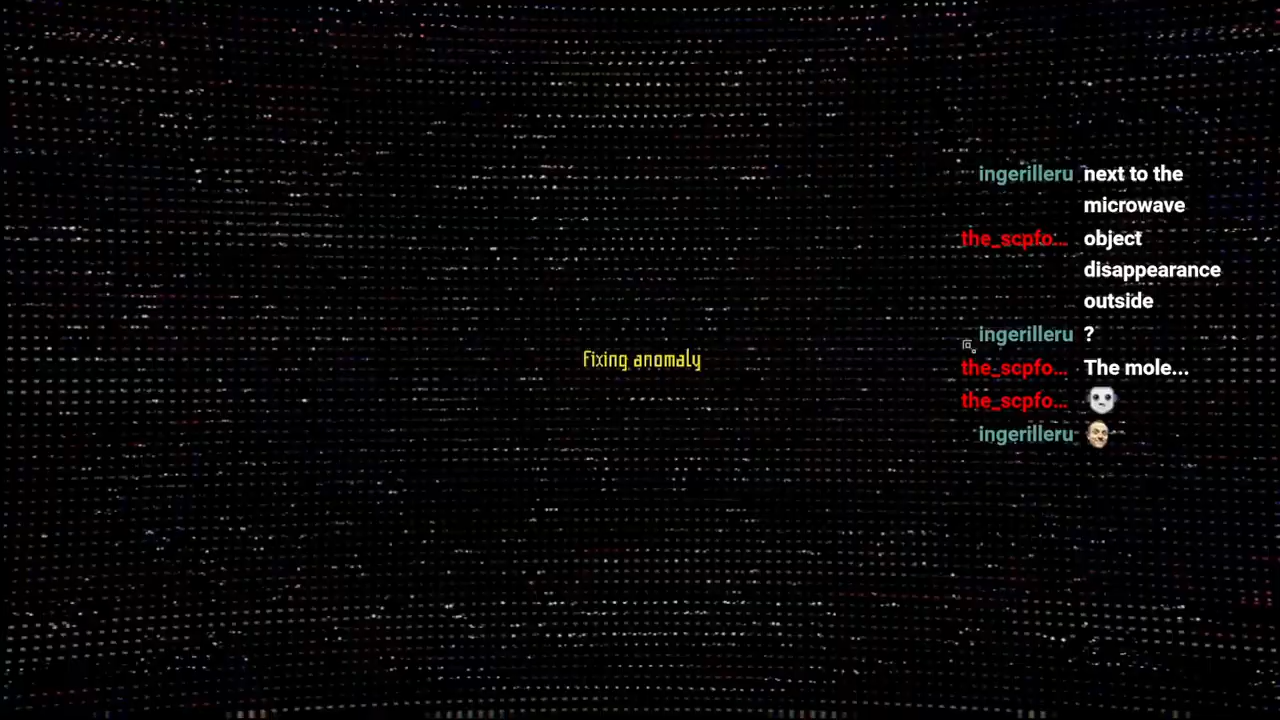 ingerilleru next to the
microwave
the_scpfo... object
disappearance
outside
ingerilleru ?
Fixing anomaly
the_scpfo... The mole...
the_scpfo...
ingerilleru